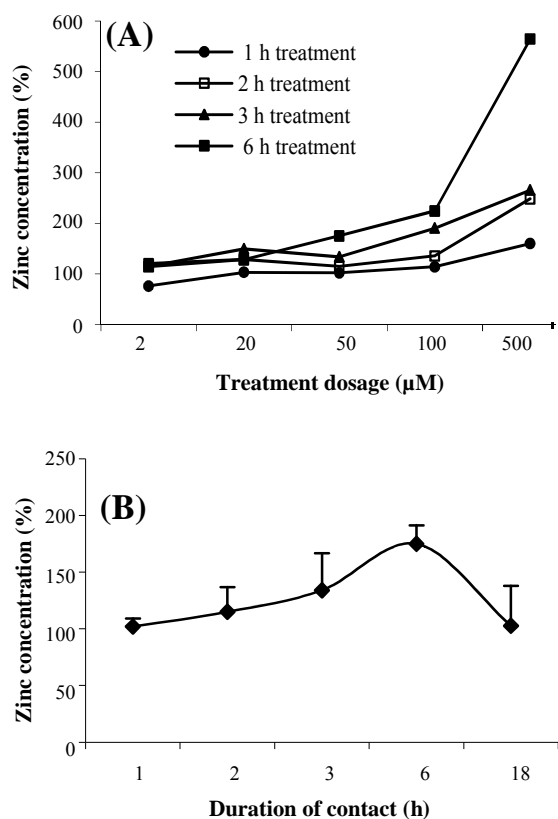 (A)
600
500
400
300
200
100
0
Zinc concentration (%)
1 h treatment
2 h treatment
3 h treatment
6 h treatment
2 20 50 100 500
Treatment dosage (µM)
(B)
250
200
150
100
50
0
Zinc concentration (%)
1 2 3 6 18
Duration of contact (h)